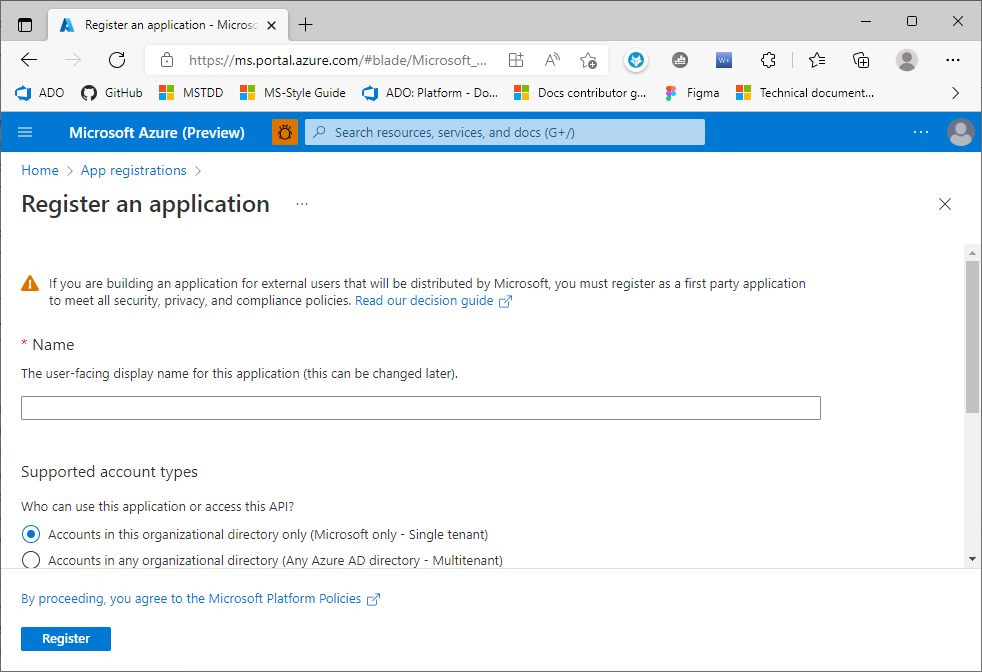 Register an application - Microsc
https://ms.portal.azure.com/#blade/Microsoft_...
ADO GitHub MSTDD MS-Style Guide ADO: Platform - Do... Docs contributor g... Figma Technical document...
Microsoft Azure (Preview) Search resources, services, and docs (G+/)
Home > App registrations >
Register an application ...
If you are building an application for external users that will be distributed by Microsoft, you must register as a first party application
to meet all security, privacy, and compliance policies. Read our decision guide
* Name
The user-facing display name for this application (this can be changed later).
Supported account types
Who can use this application or access this API?
Accounts in this organizational directory only (Microsoft only - Single tenant)
Accounts in any organizational directory (Any Azure AD directory - Multitenant)
By proceeding, you agree to the Microsoft Platform Policies
Register